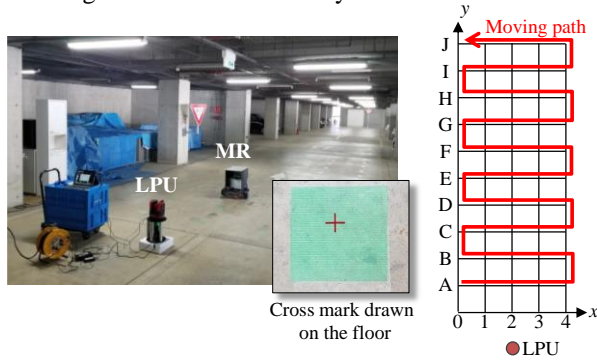 MR
LPU
Cross mark drawn
on the floor
y
Moving path
J
I
H
G
F
E
D
C
B
A
0 1 2 3 4 x
LPU